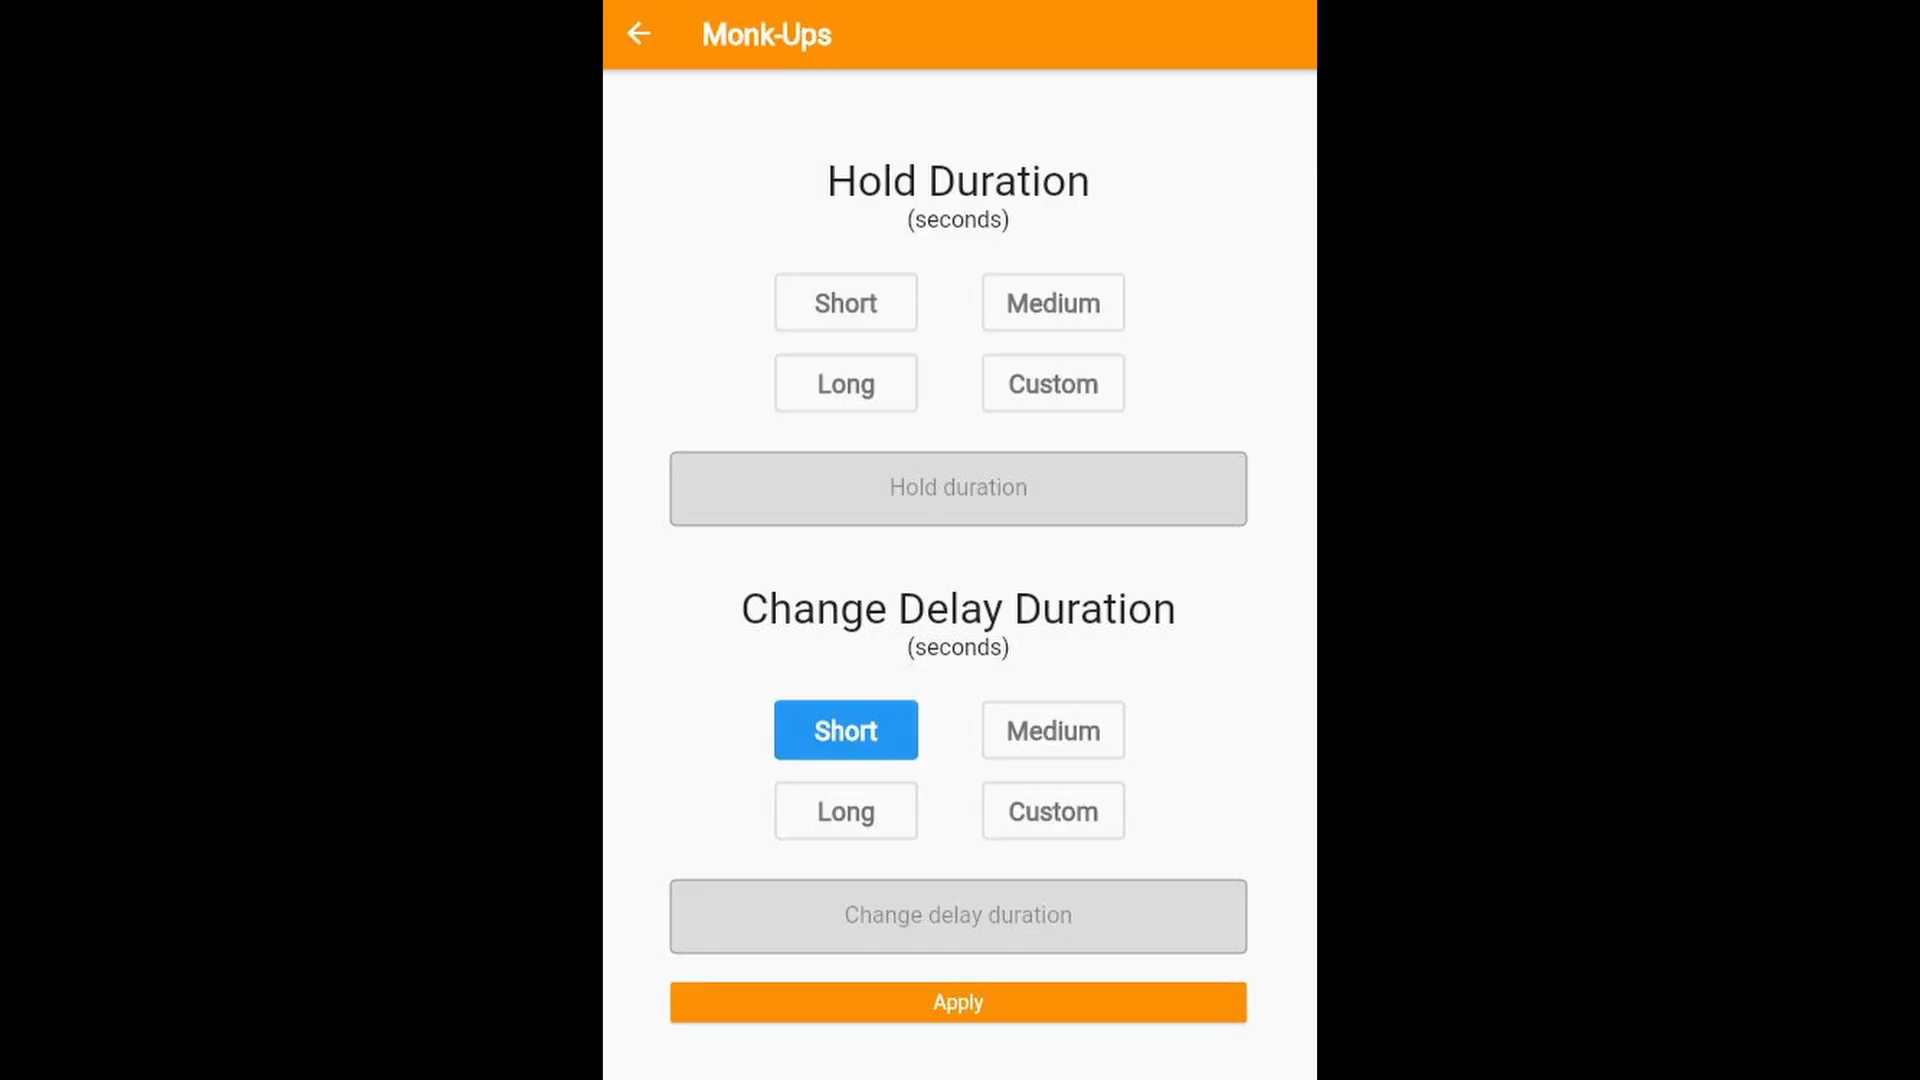 Monk-Ups
Hold Duration
(seconds)
Short Medium
Long Custom
Hold duration
Change Delay Duration
(seconds)
Short Medium
Long Custom
Change delay duration
Apply